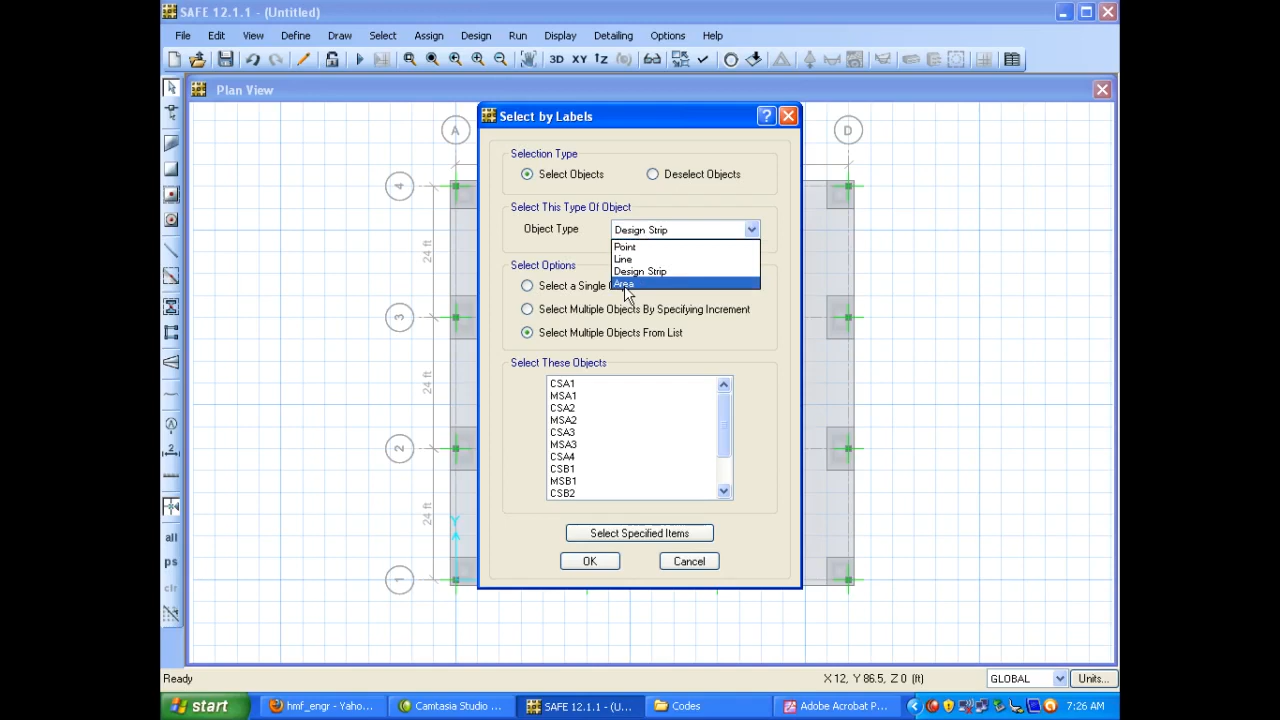 SAFE 12.1.1 - (Untitled)
File Edit View Define Draw Select Assign Design Run Display Detailing Options Help
3D XY
Plan View
Select by Labels
A
D
Selection Type
Select Objects Deselect Objects
4
Select This Type Of Object
Object Type Design Strip
Point
Line
Design Strip
Area
24 ft
Select Options
Select a Single
Select Multiple Objects By Specifying Increment
Select Multiple Objects From List
3
Select These Objects
CSA1
MSA1
CSA2
MSA2
CSA3
MSA3
CSA4
CSB1
MSB1
CSB2
24 ft
2
24 ft
Y
Select Specified Items
OK Cancel
1
all
ps
clr
Ready X 12, Y 86.5, Z 0 (ft) GLOBAL Units...
start hmf_engr - Yaho... Camtasia Studio ... SAFE 12.1.1 - (U... Codes Adobe Acrobat P... 7:26 AM